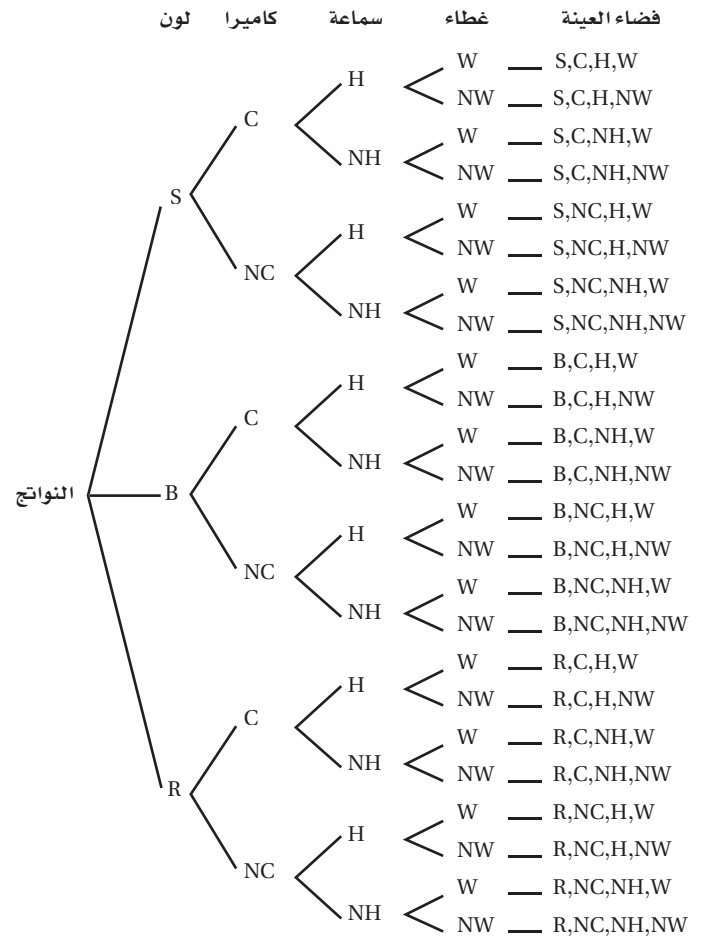 لون كاميرا سماعة غطاء فضاء العينة
W S,C,H,W
H
NW S,C,H,NW
C
W S,C,NH,W
NH
NW S,C,NH,NW
S
W S,NC,H,W
H
NW S,NC,H,NW
NC
W S,NC,NH,W
NH
NW S,NC,NH,NW
W B,C,H,W
H
NW B,C,H,NW
C
W B,C,NH,W
NH
NW B,C,NH,NW
النواتج B
W B,NC,H,W
H
NW B,NC,H,NW
NC
W B,NC,NH,W
NH
NW B,NC,NH,NW
W R,C,H,W
H
NW R,C,H,NW
C
W R,C,NH,W
NH
NW R,C,NH,NW
R
W R,NC,H,W
H
NW R,NC,H,NW
NC
W R,NC,NH,W
NH
NW R,NC,NH,NW